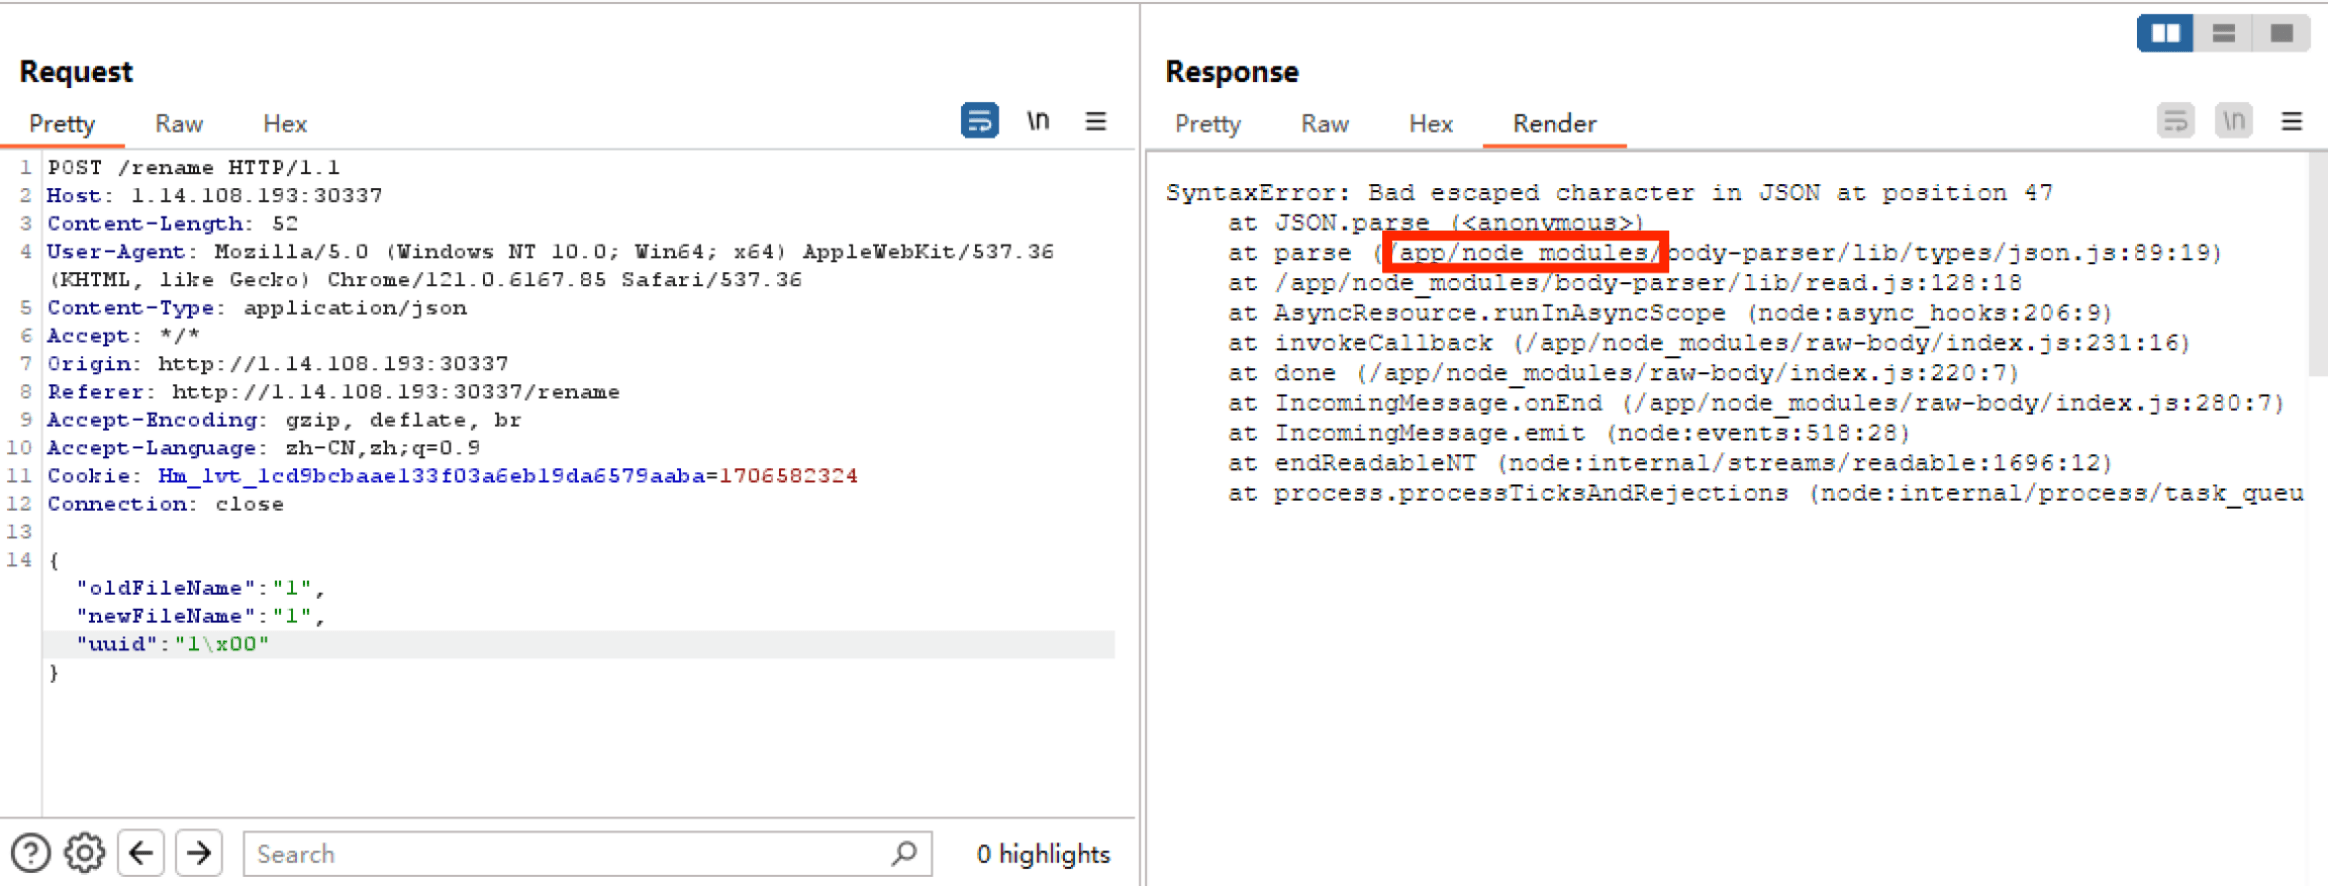 Request
Pretty Raw Hex \n
1 POST /rename HTTP/1.1
2 Host: 1.14.108.193:30337
3 Content-Length: 52
4 User-Agent: Mozilla/5.0 (Windows NT 10.0; Win64; x64) AppleWebKit/537.36
(KHTML, like Gecko) Chrome/121.0.6167.85 Safari/537.36
5 Content-Type: application/json
6 Accept: */*
7 Origin: http://1.14.108.193:30337
8 Referer: http://1.14.108.193:30337/rename
9 Accept-Encoding: gzip, deflate, br
10 Accept-Language: zh-CN,zh;q=0.9
11 Cookie: Hm_lvt_1cd9bcbaae133f03a6eb19da6579aaba=1706582324
12 Connection: close
13
14 {
"oldFileName":"1",
"newFileName":"1",
"uuid":"1\x00"
}
Search
0 highlights
Response
Pretty Raw Hex Render \n
SyntaxError: Bad escaped character in JSON at position 47
at JSON.parse (<anonymous>)
at parse (/app/node_modules/body-parser/lib/types/json.js:89:19)
at /app/node_modules/body-parser/lib/read.js:128:18
at AsyncResource.runInAsyncScope (node:async_hooks:206:9)
at invokeCallback (/app/node_modules/raw-body/index.js:231:16)
at done (/app/node_modules/raw-body/index.js:220:7)
at IncomingMessage.onEnd (/app/node_modules/raw-body/index.js:280:7)
at IncomingMessage.emit (node:events:518:28)
at endReadableNT (node:internal/streams/readable:1696:12)
at process.processTicksAndRejections (node:internal/process/task_queu